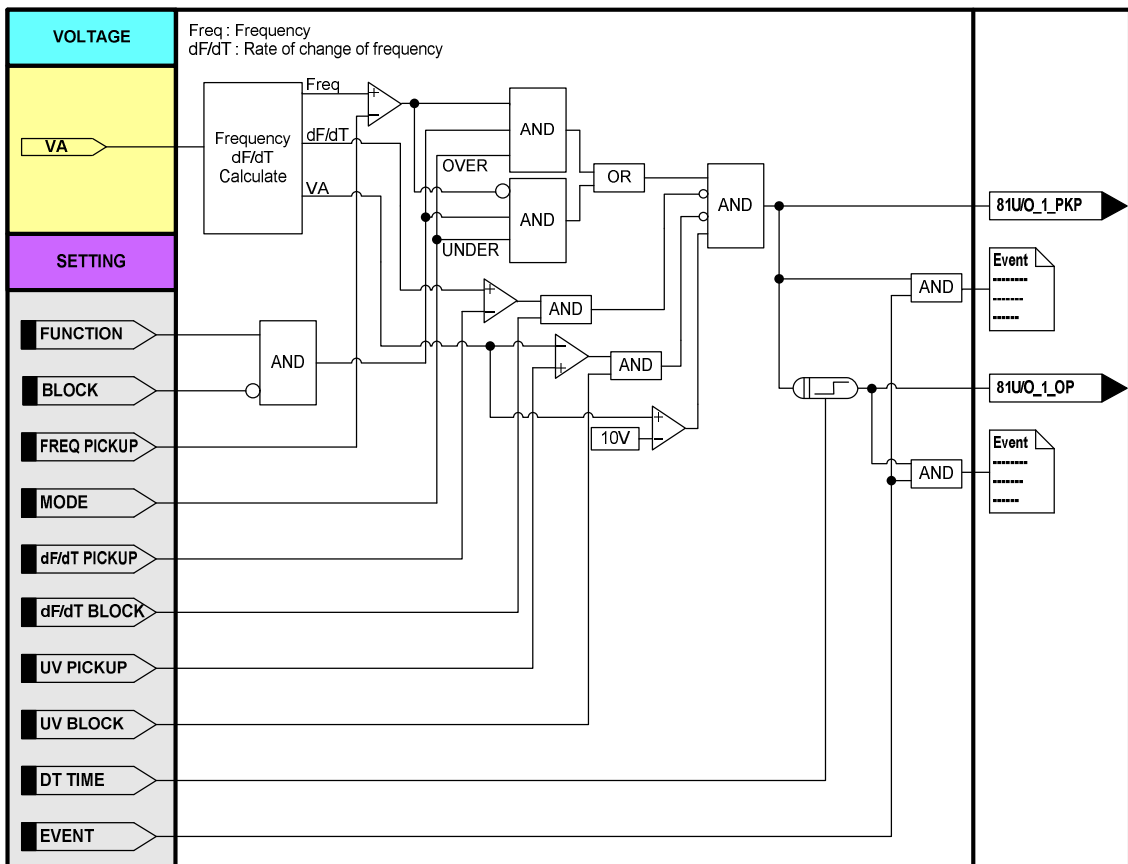 VOLTAGE
Freq : Frequency
dF/dT : Rate of change of frequency
VA
Frequency
dF/dT
Calculate
Freq
dF/dT
VA
+
−
AND
OVER
AND
UNDER
OR
AND
81U/O_1_PKP
Event
AND
SETTING
FUNCTION
BLOCK
AND
+
−
AND
−
+
AND
10V
+
−
81U/O_1_OP
Event
AND
FREQ PICKUP
MODE
dF/dT PICKUP
dF/dT BLOCK
UV PICKUP
UV BLOCK
DT TIME
EVENT